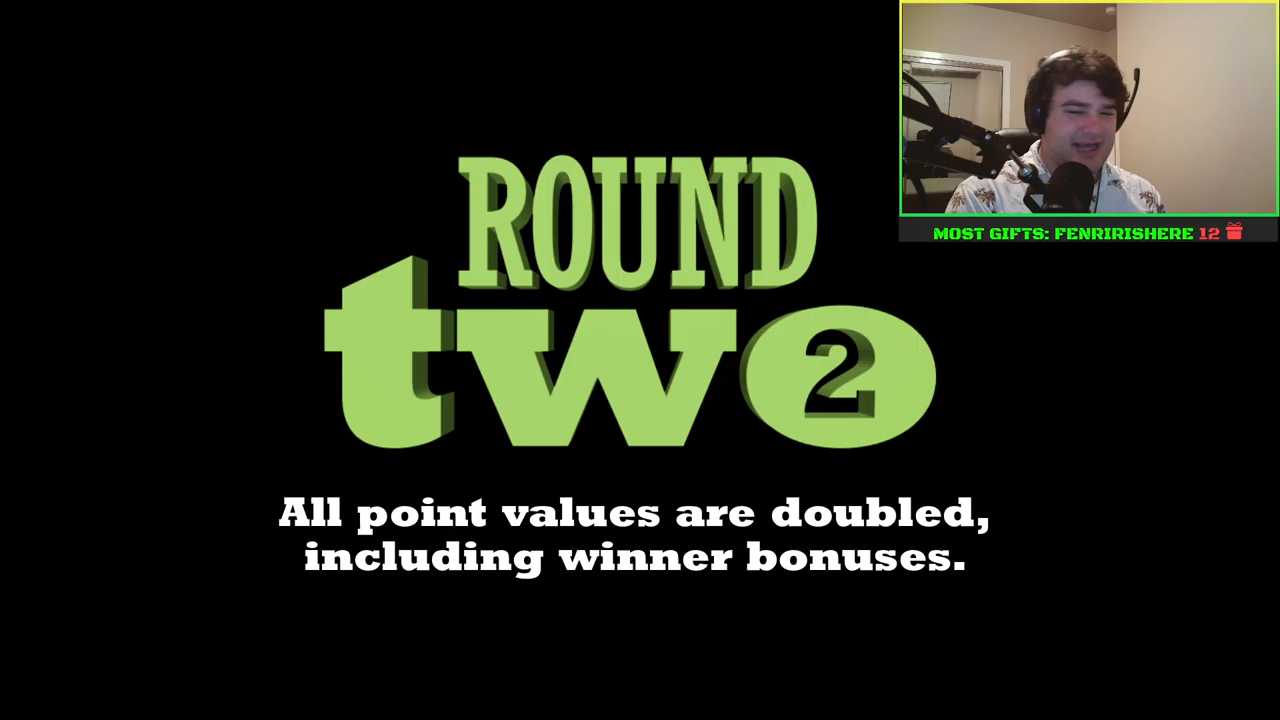 ROUND
two
2
All point values are doubled,
including winner bonuses.
MOST GIFTS: FENRIRISHERE 12